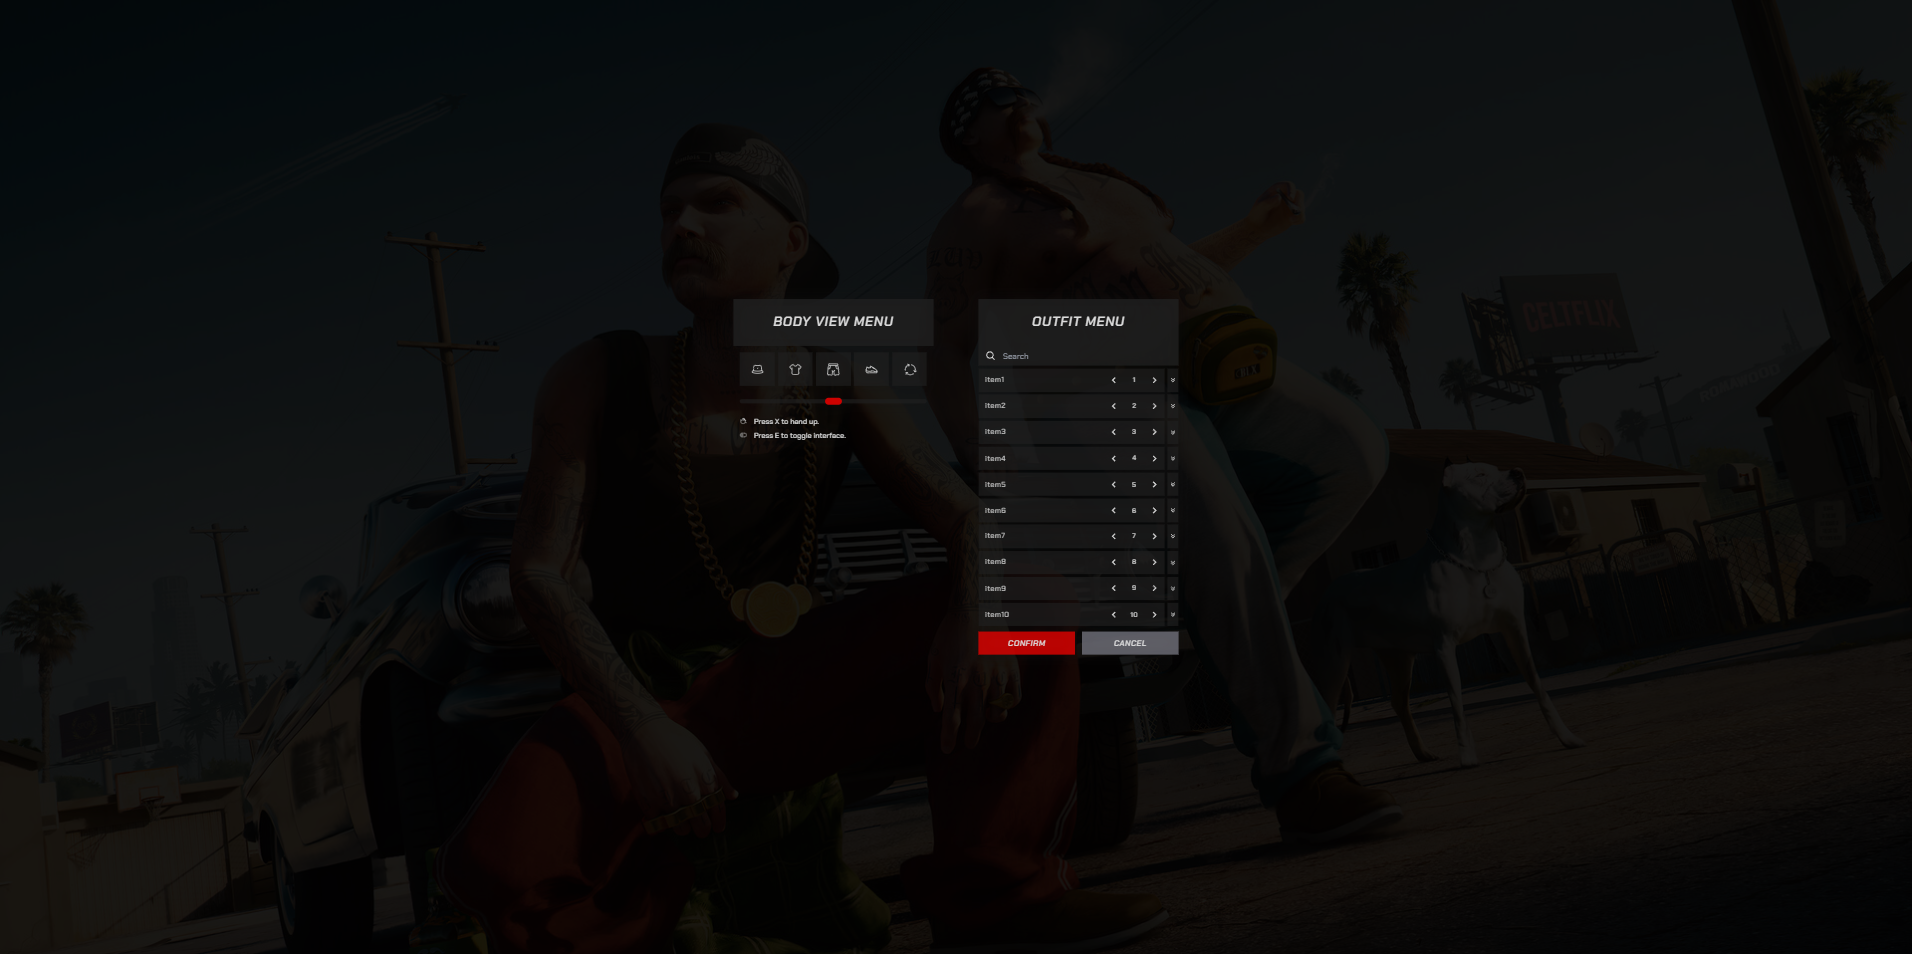 BODY VIEW MENU
Press X to hand up.
Press E to toggle interface.
OUTFIT MENU
Search
Item1 1
Item2 2
Item3 3
Item4 4
Item5 5
Item6 6
Item7 7
Item8 8
Item9 9
Item10 10
CONFIRM CANCEL
CELTFLIX